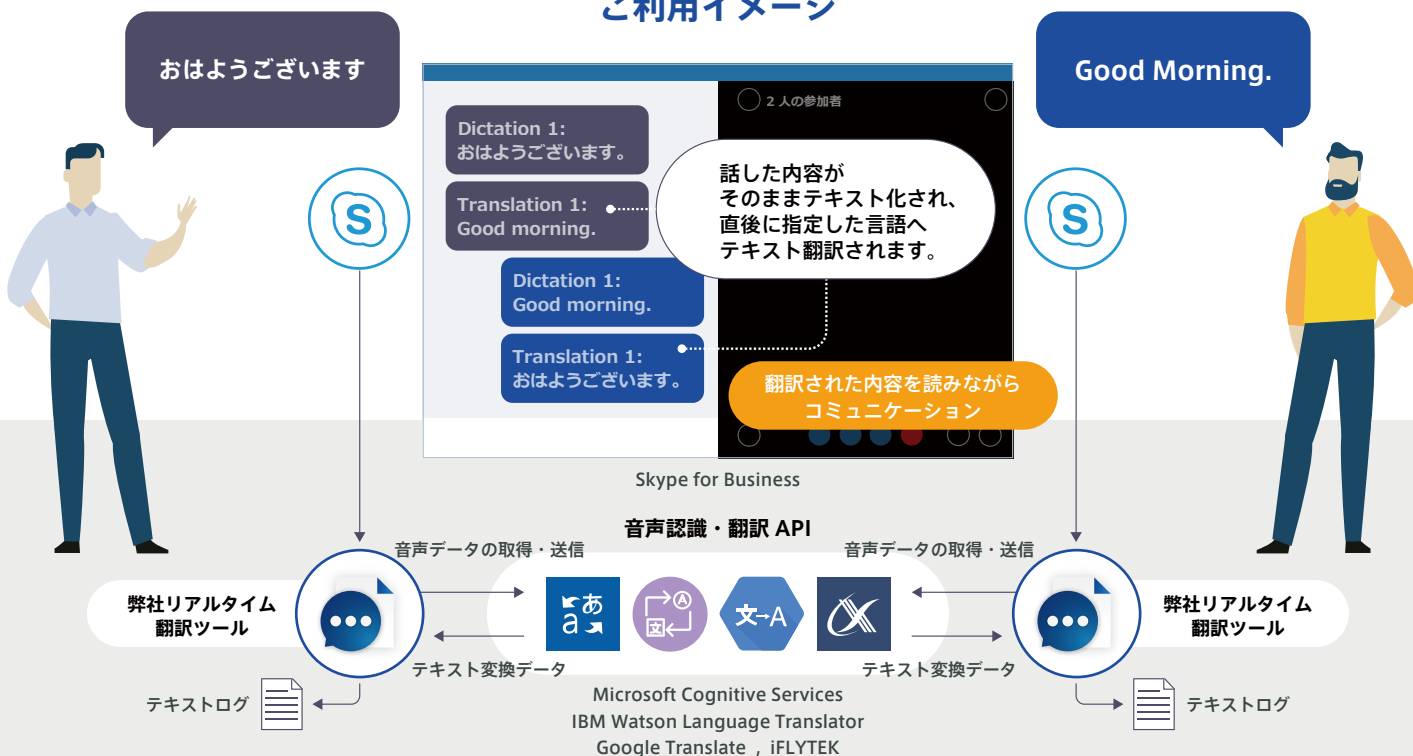 ご利用イメージ
おはようございます
Good Morning.
2 人の参加者
Dictation 1:
おはようございます。
Translation 1:
Good morning.
話した内容が
そのままテキスト化され、
直後に指定した言語へ
テキスト翻訳されます。
Dictation 1:
Good morning.
Translation 1:
おはようございます。
翻訳された内容を読みながら
コミュニケーション
S
S
Skype for Business
音声認識・翻訳 API
音声データの取得・送信
音声データの取得・送信
弊社リアルタイム
翻訳ツール
あ
a
A
文
文→A
弊社リアルタイム
翻訳ツール
テキスト変換データ
テキスト変換データ
テキストログ
テキストログ
Microsoft Cognitive Services
IBM Watson Language Translator
Google Translate , iFLYTEK